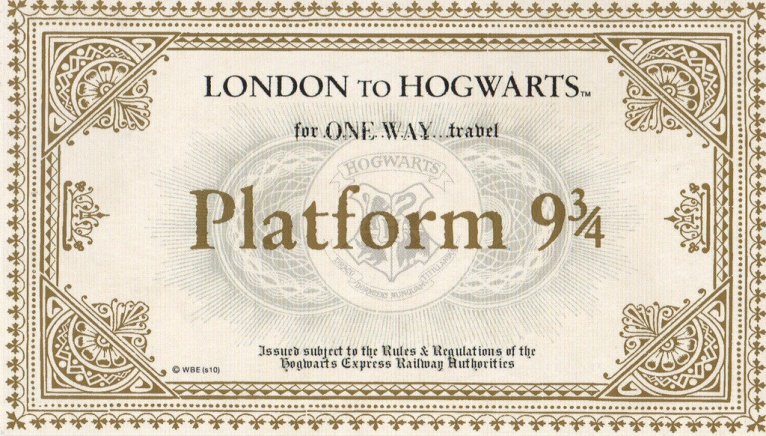 LONDON TO HOGWARTS™
for ONE WAY travel
HOGWARTS
Platform 9¾
DRACO DORMIENS NUNQUAM TITILLANDUS
Issued subject to the Rules & Regulations of the
Hogwarts Express Railway Authorities
© WBE (s10)